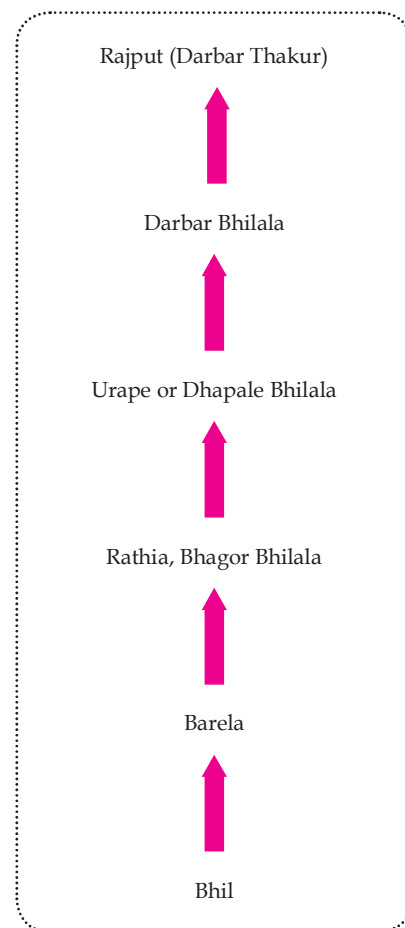 Rajput (Darbar Thakur)
Darbar Bhilala
Urape or Dhapale Bhilala
Rathia, Bhagor Bhilala
Barela
Bhil